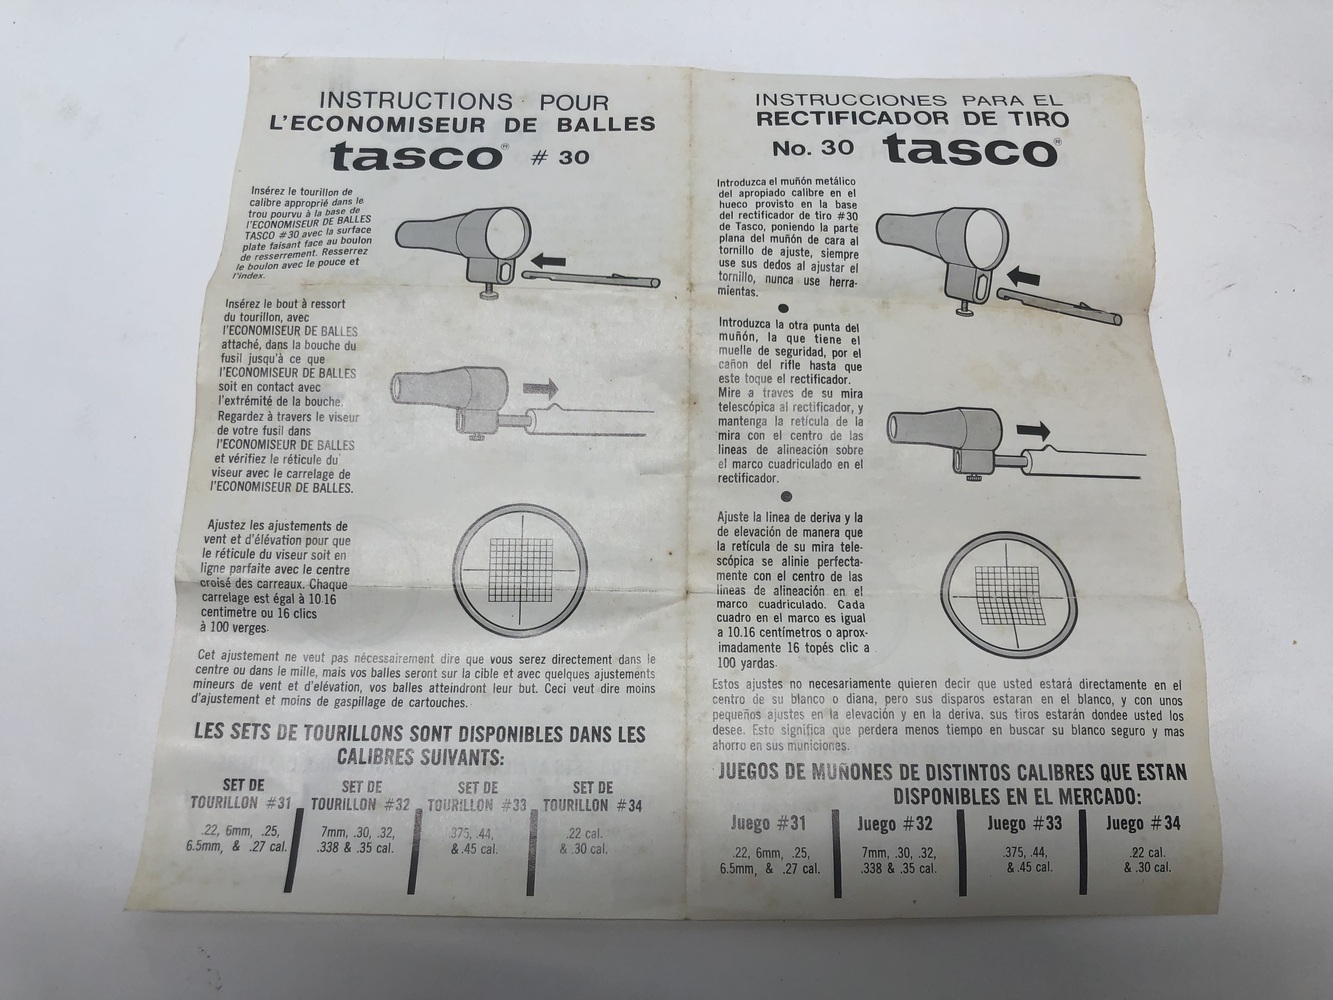 INSTRUCTIONS POUR
L'ECONOMISEUR DE BALLES
tasco® # 30
Insérez le tourillon de
calibre approprié dans le
trou pourvu à la base de
l'ECONOMISEUR DE BALLES
TASCO #30 avec la surface
plate faisant face au boulon
de resserrement. Resserrez
le boulon avec le pouce et
l'index.
Insérez le bout à ressort
du tourillon, avec
l'ECONOMISEUR DE BALLES
attaché, dans la bouche du
fusil jusqu'à ce que
l'ECONOMISEUR DE BALLES
soit en contact avec
l'extrémité de la bouche.
Regardez à travers le viseur
de votre fusil dans
l'ECONOMISEUR DE BALLES
et vérifiez le réticule du
viseur avec le carrelage de
l'ECONOMISEUR DE BALLES.
Ajustez les ajustements de
vent et d'élévation pour que
le réticule du viseur soit en
ligne parfaite avec le centre
croisé des carreaux. Chaque
carrelage est égal à 10.16
centimetre ou 16 clics
à 100 verges.
Cet ajustement ne veut pas nécessairement dire que vous serez directement dans le
centre ou dans le mille, mais vos balles seront sur la cible et avec quelques ajustements
mineurs de vent et d'élévation, vos balles atteindront leur but. Ceci veut dire moins
d'ajustement et moins de gaspillage de cartouches.
LES SETS DE TOURILLONS SONT DISPONIBLES DANS LES
CALIBRES SUIVANTS:
SET DE
TOURILLON #31
.22, 6mm, .25,
6.5mm, & .27 cal.
SET DE
TOURILLON #32
7mm, .30, .32,
.338 & .35 cal.
SET DE
TOURILLON #33
.375, .44,
& .45 cal.
SET DE
TOURILLON #34
.22 cal.
& .30 cal.
INSTRUCCIONES PARA EL
RECTIFICADOR DE TIRO
No. 30 tasco®
Introduzca el muñón metálico
del apropiado calibre en el
hueco provisto en la base
del rectificador de tiro #30
de Tasco, poniendo la parte
plana del muñón de cara al
tornillo de ajuste, siempre
use sus dedos al ajustar el
tornillo, nunca use herra-
mientas.
Introduzca la otra punta del
muñón, la que tiene el
muelle de seguridad, por el
cañon del rifle hasta que
este toque el rectificador.
Mire a traves de su mira
telescópica al rectificador, y
mantenga la retícula de la
mira con el centro de las
lineas de alineación sobre
el marco cuadriculado en el
rectificador.
Ajuste la linea de deriva y la
de elevación de manera que
la retícula de su mira tele-
scópica se alinie perfecta-
mente con el centro de las
lineas de alineación en el
marco cuadriculado. Cada
cuadro en el marco es igual
a 10.16 centímetros o aprox-
imadamente 16 topés clic a
100 yardas.
Estos ajustes no necesariamente quieren decir que usted estará directamente en el
centro de su blanco o diana, pero sus disparos estaran en el blanco, y con unos
pequeños ajustes en la elevación y en la deriva. sus tiros estarán dondee usted los
desee. Esto significa que perdera menos tiempo en buscar su blanco seguro y mas
ahorro en sus municiones.
JUEGOS DE MUÑONES DE DISTINTOS CALIBRES QUE ESTAN
DISPONIBLES EN EL MERCADO:
Juego #31
.22, 6mm, .25,
6.5mm, & .27 cal.
Juego #32
7mm, .30, .32,
.338 & .35 cal.
Juego #33
.375, .44,
& .45 cal.
Juego #34
.22 cal.
& .30 cal.